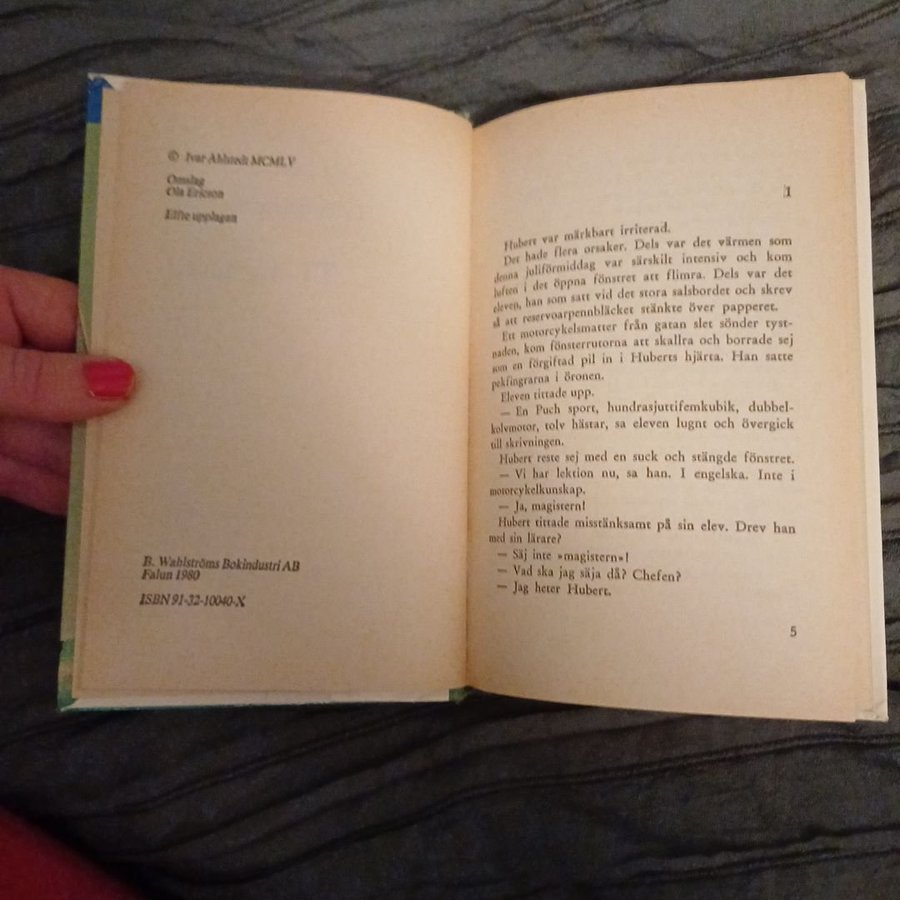 © Ivar Ahlstedt MCMLV
Omslag
Ola Ericson
Elfte upplagan
B. Wahlströms Bokindustri AB
Falun 1980
ISBN 91-32-10040-X
1
Hubert var märkbart irriterad.
Det hade flera orsaker. Dels var det värmen som
denna juliförmiddag var särskilt intensiv och kom
luften i det öppna fönstret att flimra. Dels var det
eleven, han som satt vid det stora salsbordet och skrev
så att reservoarpennbläcket stänkte över papperet.
Ett motorcykelsmatter från gatan slet sönder tyst-
naden, kom fönsterrutorna att skallra och borrade sej
som en förgiftad pil in i Huberts hjärta. Han satte
pekfingrarna i öronen.
Eleven tittade upp.
— En Puch sport, hundrasjuttifemkubik, dubbel-
kolvmotor, tolv hästar, sa eleven lugnt och övergick
till skrivningen.
Hubert reste sej med en suck och stängde fönstret.
— Vi har lektion nu, sa han. I engelska. Inte i
motorcykelkunskap.
— Ja, magistern!
Hubert tittade misstänksamt på sin elev. Drev han
med sin lärare?
— Säj inte »magistern»!
— Vad ska jag säja då? Chefen?
— Jag heter Hubert.
5